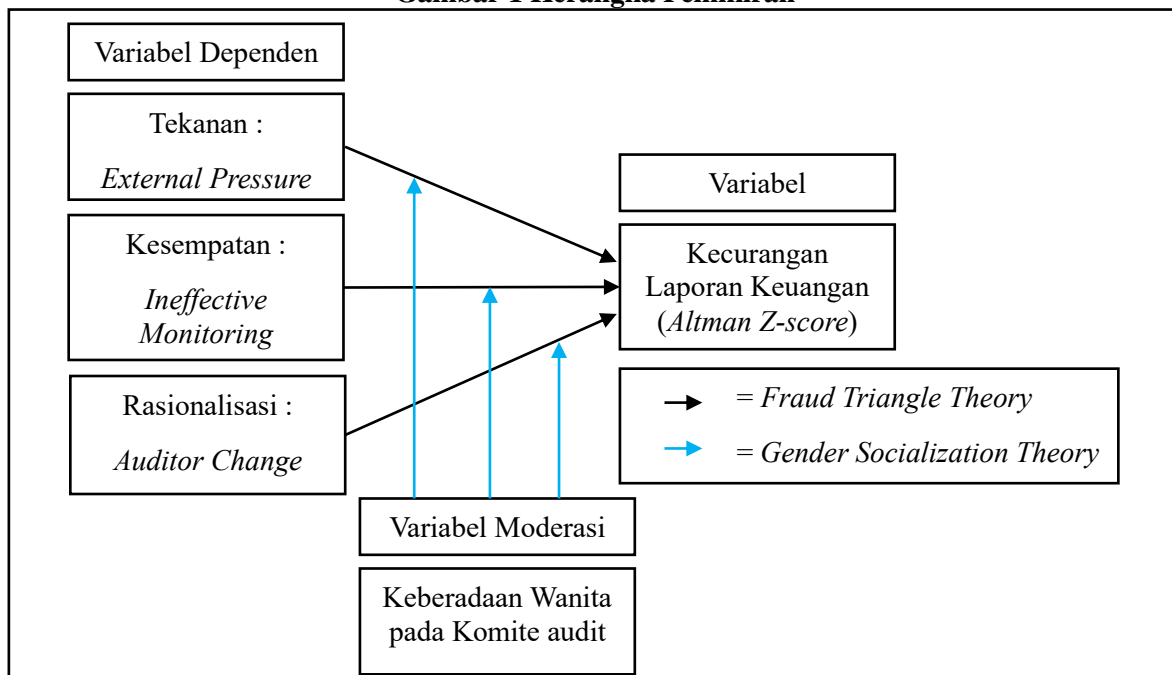 Variabel Dependen
Tekanan :
External Pressure
Kesempatan :
Ineffective
Monitoring
Rasionalisasi :
Auditor Change
Variabel
Kecurangan
Laporan Keuangan
(Altman Z-score)
= Fraud Triangle Theory
= Gender Socialization Theory
Variabel Moderasi
Keberadaan Wanita
pada Komite audit